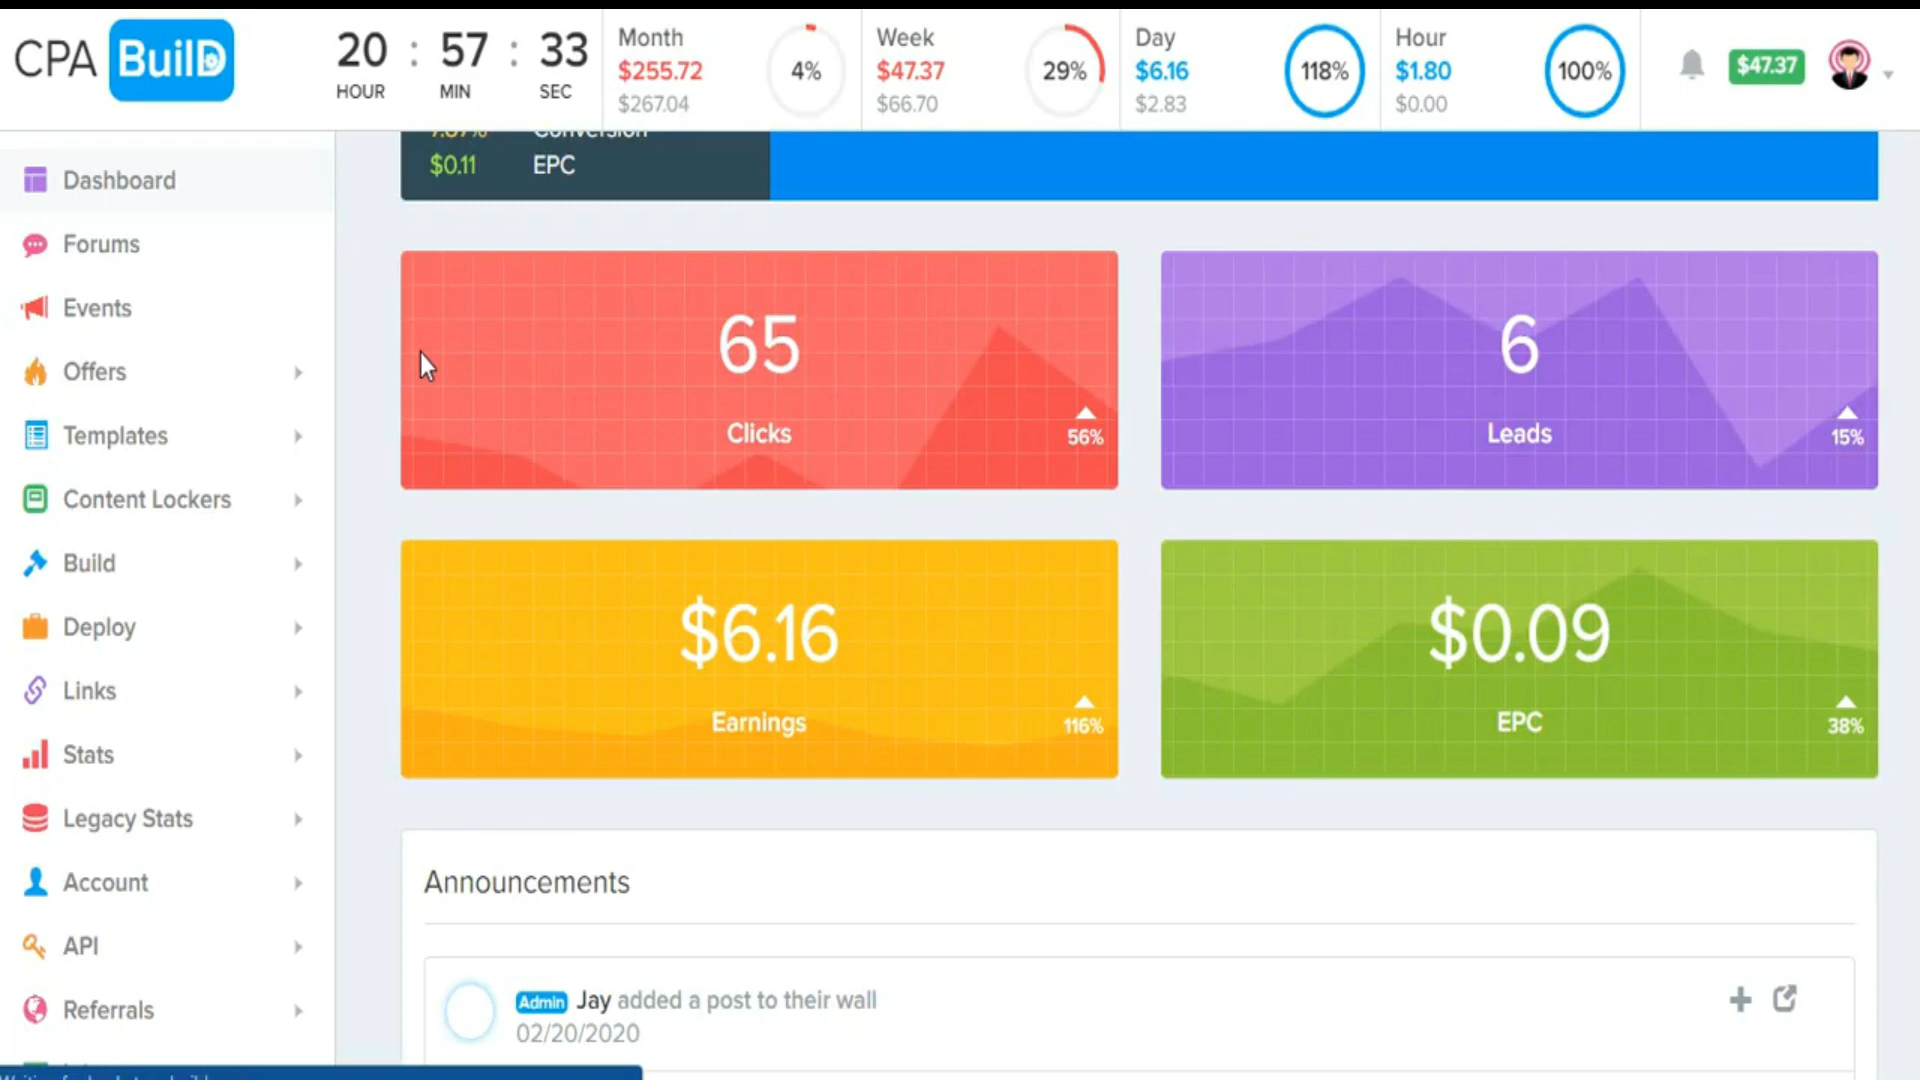 CPA BuilD
20 : 57 : 33
HOUR MIN SEC
Month
$255.72
$267.04
4%
Week
$47.37
$66.70
29%
Day
$6.16
$2.83
118%
Hour
$1.80
$0.00
100%
$47.37
Dashboard
Forums
Events
Offers
Templates
Content Lockers
Build
Deploy
Links
Stats
Legacy Stats
Account
API
Referrals
Conversion
$0.11 EPC
65
Clicks
56%
6
Leads
15%
$6.16
Earnings
116%
$0.09
EPC
38%
Announcements
Admin Jay added a post to their wall
02/20/2020